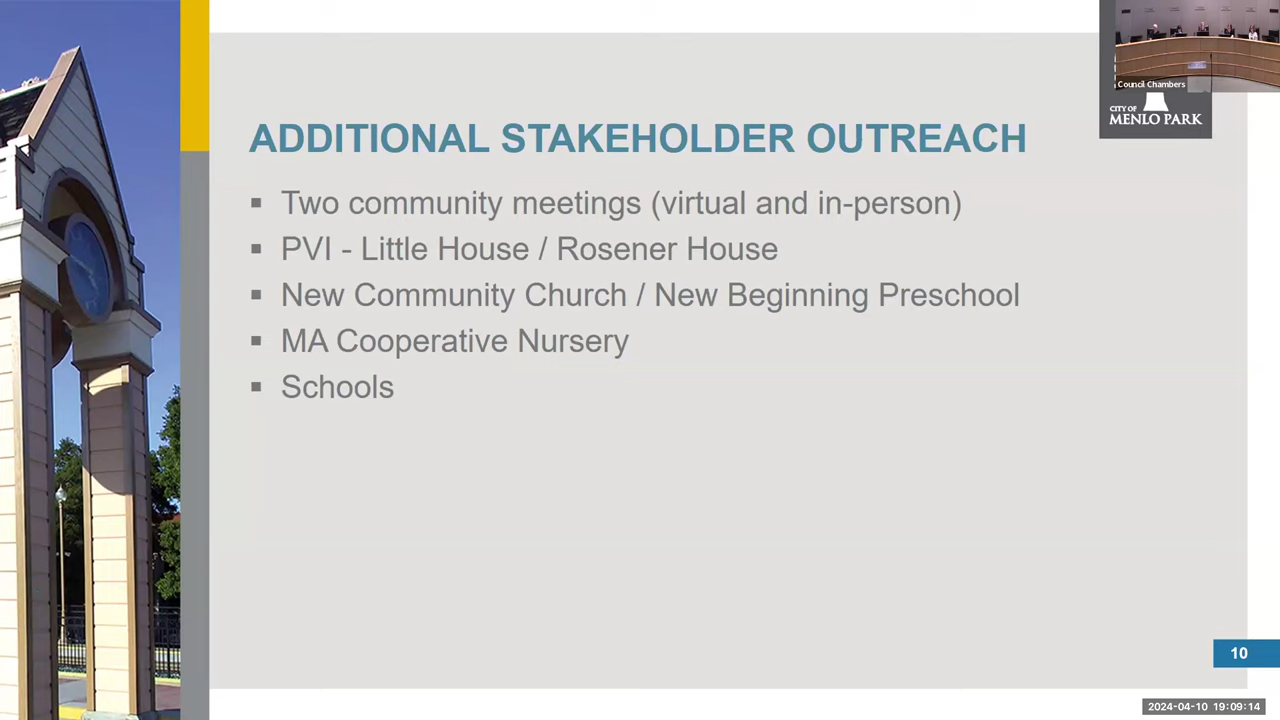 Council Chambers
CITY OF
MENLO PARK
ADDITIONAL STAKEHOLDER OUTREACH
▪ Two community meetings (virtual and in-person)
▪ PVI - Little House / Rosener House
▪ New Community Church / New Beginning Preschool
▪ MA Cooperative Nursery
▪ Schools
10
2024-04-10 19:09:14